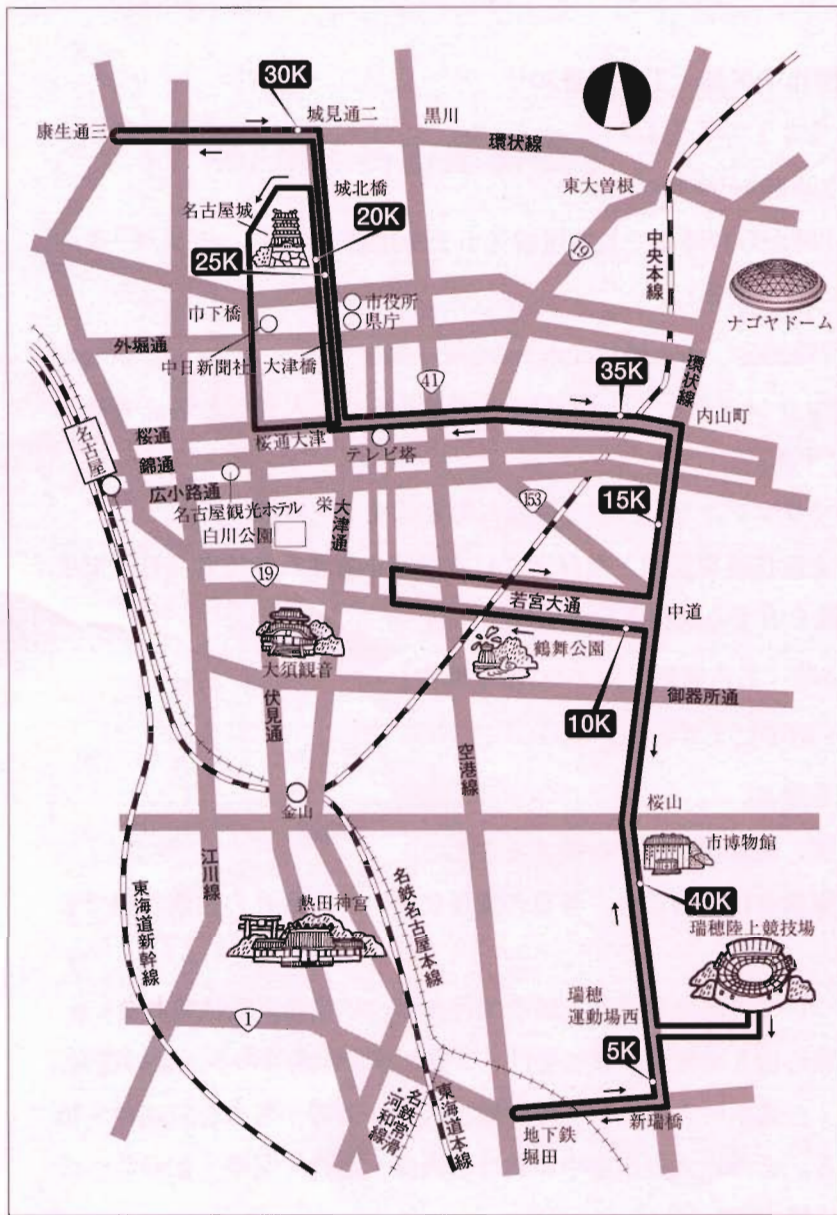 30K
城見通二
黒川
康生通三
環状線
城北橋
東大曽根
名古屋城
20K
19
中央本線
25K
市役所
県庁
巾下橋
ナゴヤドーム
外堀通
中日新聞社
大津橋
41
35K
環状線
内山町
名古屋
桜通
桜通大津
テレビ塔
錦通
広小路通
名古屋観光ホテル
栄
大津通
153
15K
白川公園
19
若宮大通
中道
鶴舞公園
大須観音
10K
御器所通
伏見通
空港線
金山
桜山
市博物館
江川線
東海道新幹線
名鉄名古屋本線
熱田神宮
40K
瑞穂陸上競技場
瑞穂
運動場西
1
5K
名鉄常滑
・河和線
東海道本線
地下鉄
堀田
新瑞橋